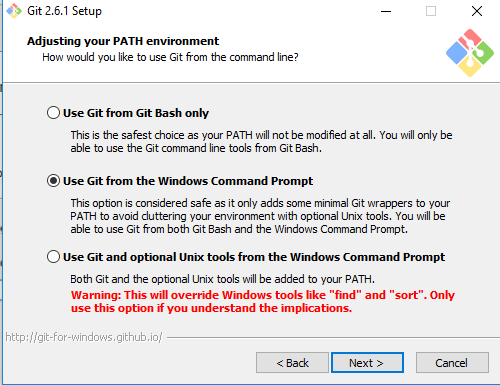 Git 2.6.1 Setup
Adjusting your PATH environment
How would you like to use Git from the command line?
Use Git from Git Bash only
This is the safest choice as your PATH will not be modified at all. You will only
be able to use the Git command line tools from Git Bash.
Use Git from the Windows Command Prompt
This option is considered safe as it only adds some minimal Git wrappers to your
PATH to avoid cluttering your environment with optional Unix tools. You will be
able to use Git from both Git Bash and the Windows Command Prompt.
Use Git and optional Unix tools from the Windows Command Prompt
Both Git and the optional Unix tools will be added to your PATH.
Warning: This will override Windows tools like "find" and "sort". Only
use this option if you understand the implications.
http://git-for-windows.github.io/
< Back
Next >
Cancel